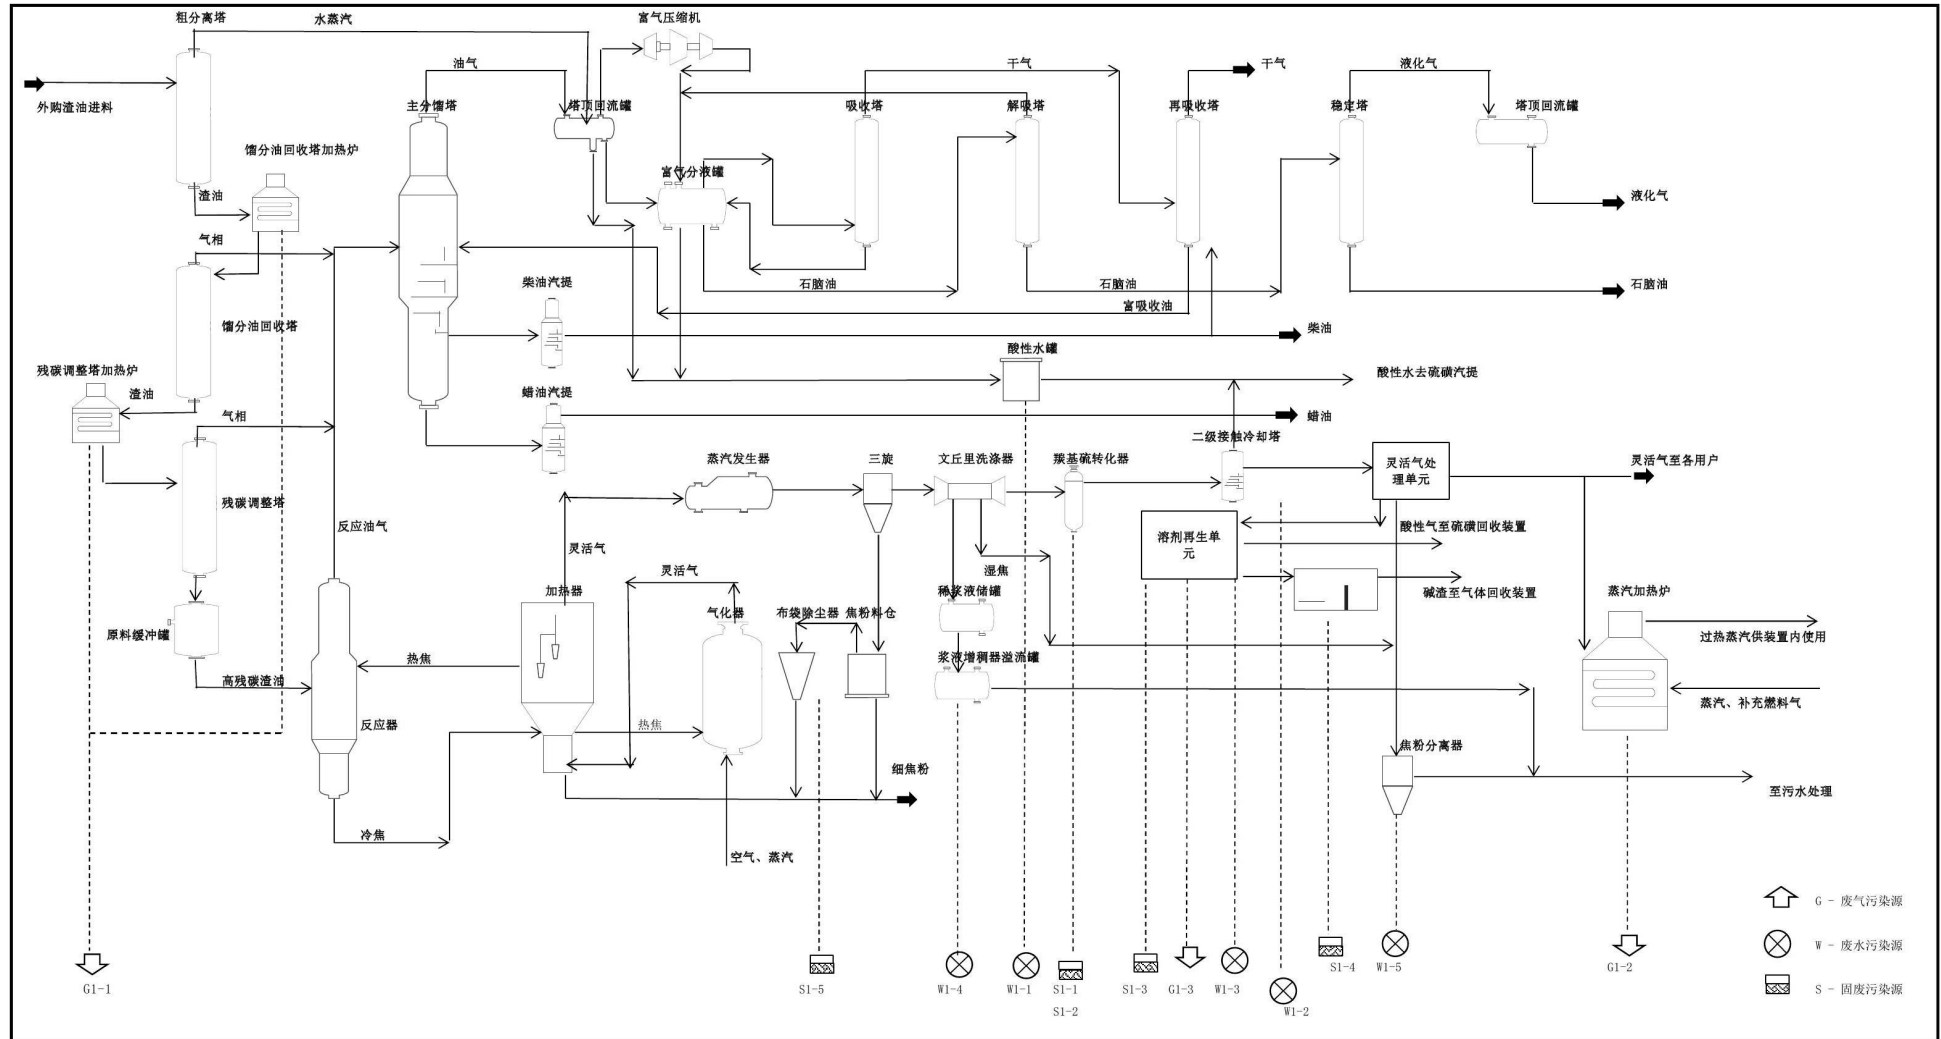 粗分离塔
水蒸汽
富气压缩机
油气
干气
干气
液化气
外购渣油进料
主分馏塔
塔顶回流罐
吸收塔
解吸塔
再吸收塔
稳定塔
塔顶回流罐
馏分油回收塔加热炉
富气分液罐
渣油
液化气
气相
柴油汽提
石脑油
石脑油
石脑油
富吸收油
馏分油回收塔
柴油
酸性水罐
残碳调整塔加热炉
酸性水去硫磺汽提
渣油
蜡油汽提
气相
蜡油
二级接触冷却塔
蒸汽发生器
三旋
文丘里洗涤器
羰基硫转化器
灵活气处
理单元
灵活气至各用户
残碳调整塔
反应油气
酸性气至硫磺回收装置
溶剂再生单
元
灵活气
灵活气
湿焦
加热器
气化器
布袋除尘器
焦粉料仓
稀浆液储罐
碱渣至气体回收装置
蒸汽加热炉
原料缓冲罐
过热蒸汽供装置内使用
热焦
浆液增稠器溢流罐
高残碳渣油
蒸汽、补充燃料气
反应器
热焦
焦粉分离器
细焦粉
至污水处理
冷焦
空气、蒸汽
G - 废气污染源
W - 废水污染源
S - 固废污染源
G1-1
S1-5
W1-4
W1-1
S1-1
S1-2
S1-3
G1-3
W1-3
W1-2
S1-4
W1-5
G1-2